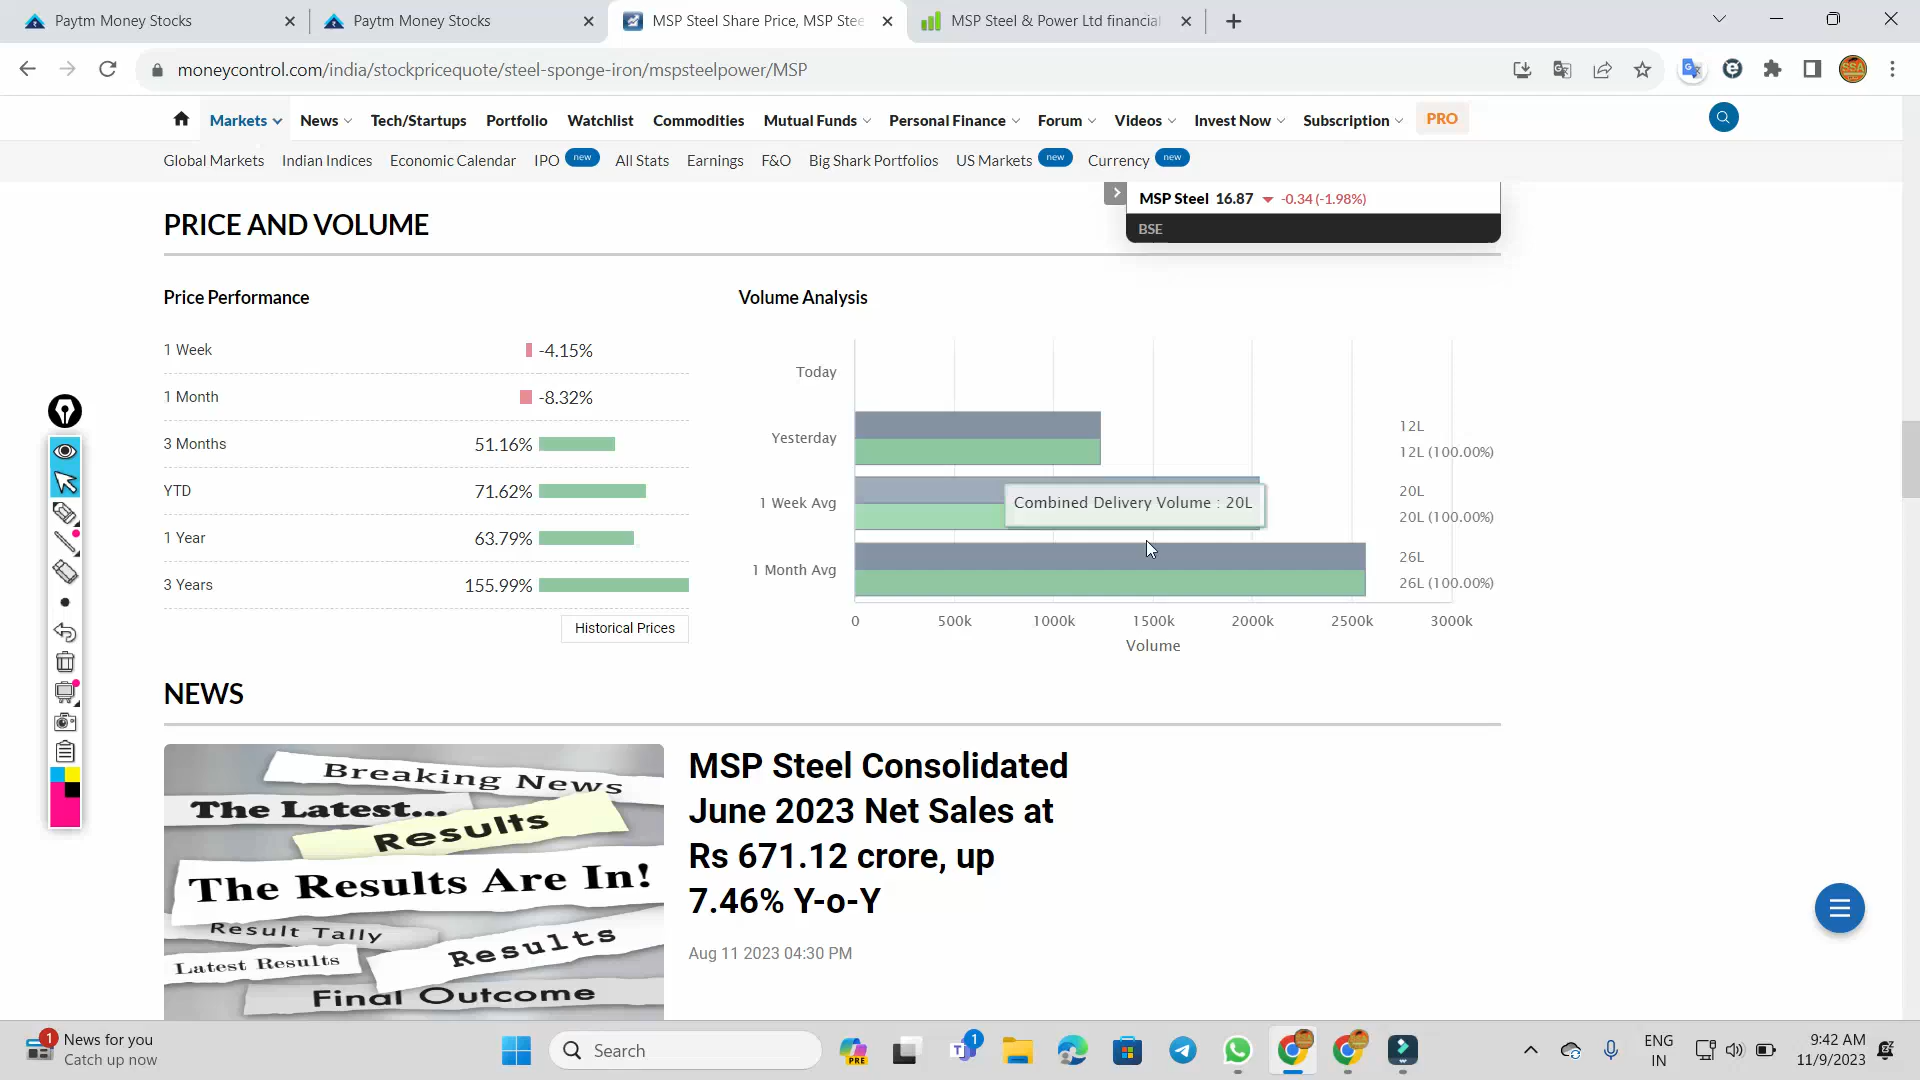 Paytm Money Stocks
Paytm Money Stocks
MSP Steel Share Price, MSP Stee
MSP Steel & Power Ltd financial
moneycontrol.com/india/stockpricequote/steel-sponge-iron/mspsteelpower/MSP
Markets News Tech/Startups Portfolio Watchlist Commodities Mutual Funds Personal Finance Forum Videos Invest Now Subscription PRO
Global Markets Indian Indices Economic Calendar IPO new All Stats Earnings F&O Big Shark Portfolios US Markets new Currency new
MSP Steel 16.87 -0.34 (-1.98%)
BSE
PRICE AND VOLUME
Price Performance
1 Week -4.15%
1 Month -8.32%
3 Months 51.16%
YTD 71.62%
1 Year 63.79%
3 Years 155.99%
Historical Prices
Volume Analysis
Today
Yesterday
12L
12L (100.00%)
1 Week Avg
Combined Delivery Volume : 20L
20L
20L (100.00%)
1 Month Avg
26L
26L (100.00%)
0 500k 1000k 1500k 2000k 2500k 3000k
Volume
NEWS
Breaking News
The Latest...
Results
The Results Are In!
Result Tally
Results
Latest Results
Final Outcome
MSP Steel Consolidated
June 2023 Net Sales at
Rs 671.12 crore, up
7.46% Y-o-Y
Aug 11 2023 04:30 PM
1
News for you
Catch up now
Search
PRE
1
ENG
IN
9:42 AM
11/9/2023